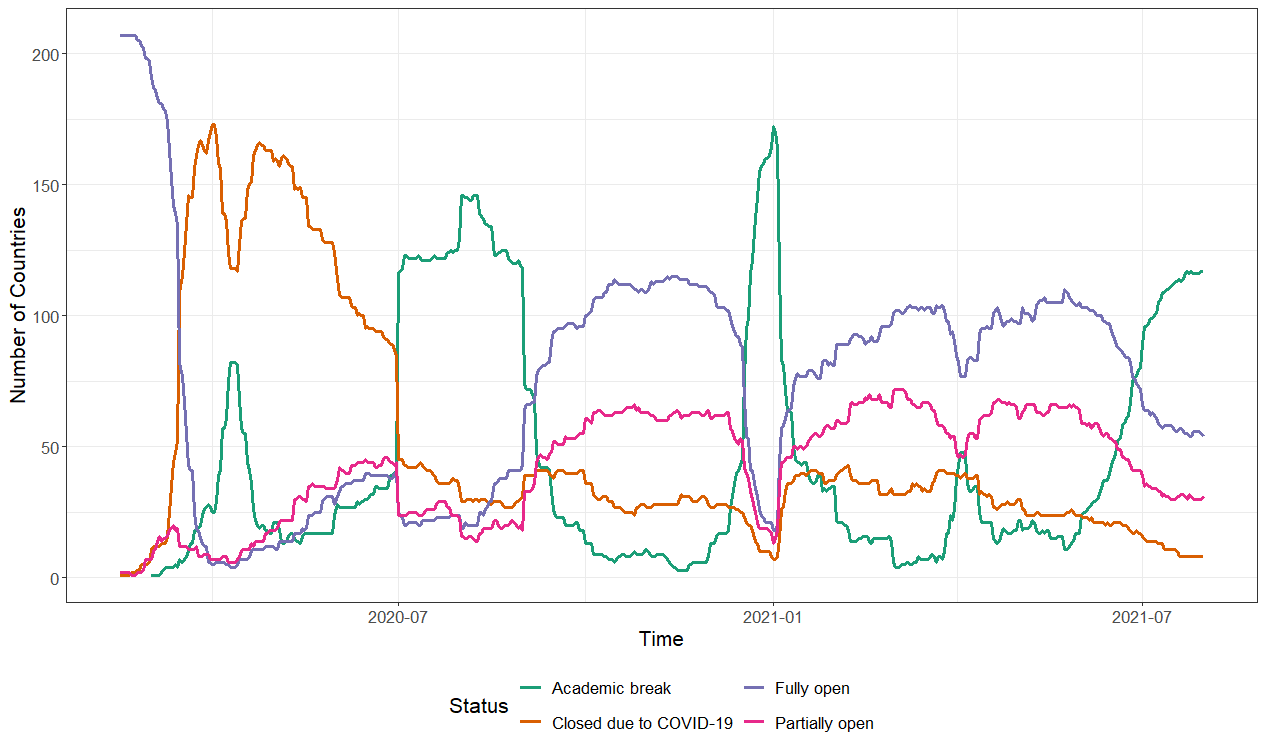 200
150
100
50
0
Number of Countries
2020-07 2021-01 2021-07
Time
Status
Academic break Fully open
Closed due to COVID-19 Partially open